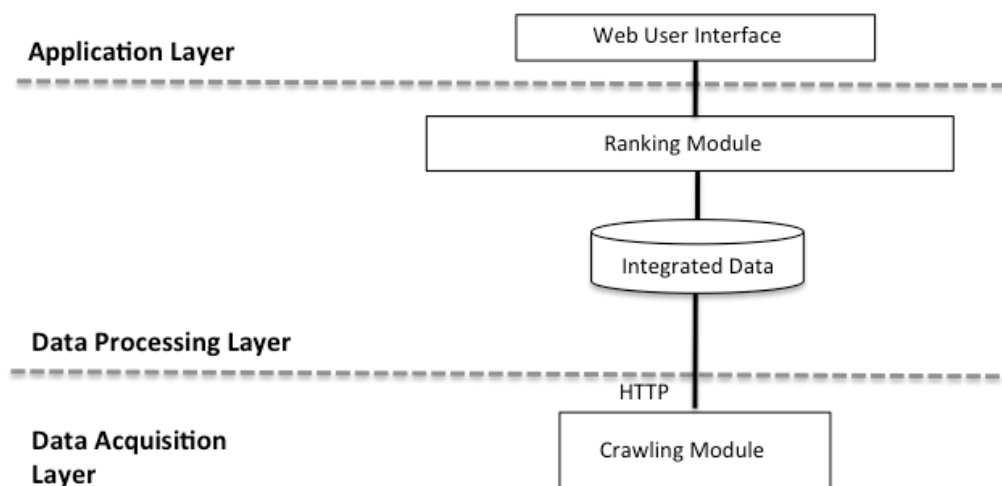 Web User Interface
Application Layer
Ranking Module
Integrated Data
Data Processing Layer
HTTP
Data Acquisition
Layer
Crawling Module